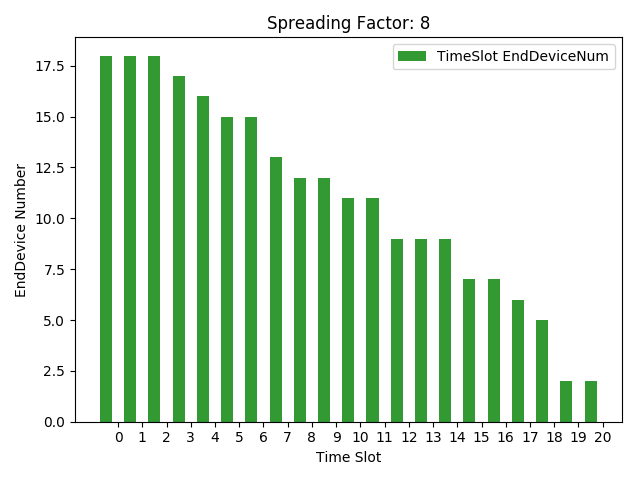 Spreading Factor: 8
TimeSlot EndDeviceNum
EndDevice Number
17.5
15.0
12.5
10.0
7.5
5.0
2.5
0.0
0 1 2 3 4 5 6 7 8 9 10 11 12 13 14 15 16 17 18 19 20
Time Slot